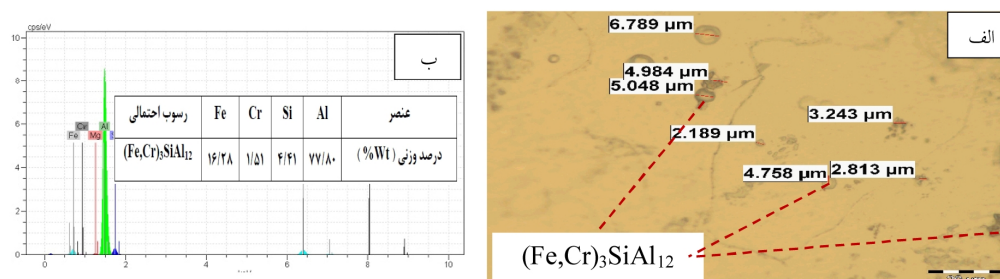 cps/eV
10
8
6
4
2
0
0 2 4 6 8 10
Fe Cr Mg Al
ب
عنصر Al Si Cr Fe رسوب احتمالی
درصد وزنی (Wt%) ۷۷/۸۰ ۴/۴۱ ۱/۵۱ ۱۶/۲۸ (Fe,Cr)₃SiAl₁₂
الف
6.789 µm
4.984 µm
5.048 µm
3.243 µm
2.189 µm
4.758 µm 2.813 µm
(Fe,Cr)₃SiAl₁₂